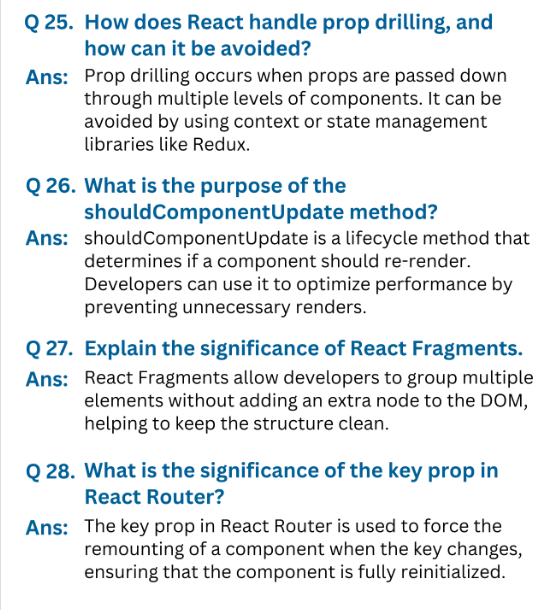 Q 25. How does React handle prop drilling, and
how can it be avoided?
Ans: Prop drilling occurs when props are passed down
through multiple levels of components. It can be
avoided by using context or state management
libraries like Redux.
Q 26. What is the purpose of the
shouldComponentUpdate method?
Ans: shouldComponentUpdate is a lifecycle method that
determines if a component should re-render.
Developers can use it to optimize performance by
preventing unnecessary renders.
Q 27. Explain the significance of React Fragments.
Ans: React Fragments allow developers to group multiple
elements without adding an extra node to the DOM,
helping to keep the structure clean.
Q 28. What is the significance of the key prop in
React Router?
Ans: The key prop in React Router is used to force the
remounting of a component when the key changes,
ensuring that the component is fully reinitialized.